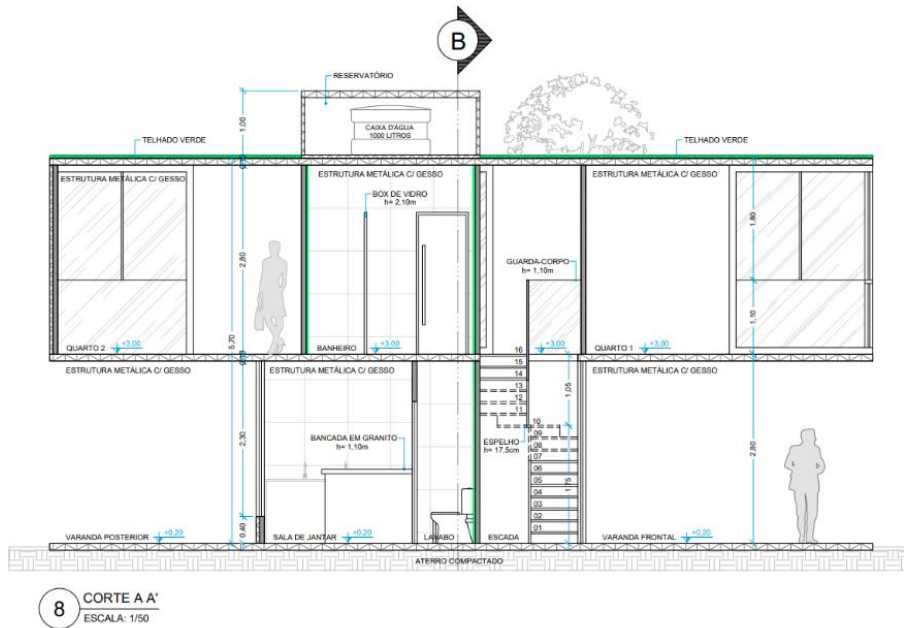 B
RESERVATÓRIO
CAIXA D'ÁGUA
1000 LITROS
1,00
TELHADO VERDE
TELHADO VERDE
ESTRUTURA METÁLICA C/ GESSO
ESTRUTURA METÁLICA C/ GESSO
ESTRUTURA METÁLICA C/ GESSO
BOX DE VIDRO
h= 2,10m
1,80
2,80
GUARDA-CORPO
h= 1,10m
1,10
5,70
QUARTO 2
+3,00
BANHEIRO
+3,00
+3,00
QUARTO 1
+3,00
16
15
14
13
12
11
10
09
08
07
06
05
04
03
02
01
ESTRUTURA METÁLICA C/ GESSO
ESTRUTURA METÁLICA C/ GESSO
ESTRUTURA METÁLICA C/ GESSO
1,05
BANCADA EM GRANITO
h= 1,10m
ESPELHO
h= 17,5cm
2,30
1,75
2,80
0,40
VARANDA POSTERIOR
+0,20
SALA DE JANTAR
+0,20
LAVABO
ESCADA
VARANDA FRONTAL
+0,20
ATERRO COMPACTADO
8
CORTE A A'
ESCALA: 1/50